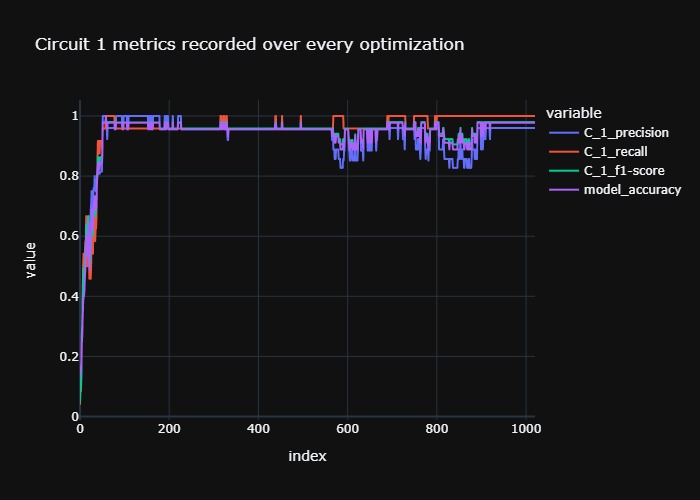 Circuit 1 metrics recorded over every optimization
variable
C_1_precision
C_1_recall
C_1_f1-score
model_accuracy
value
1
0.8
0.6
0.4
0.2
0
0 200 400 600 800 1000
index